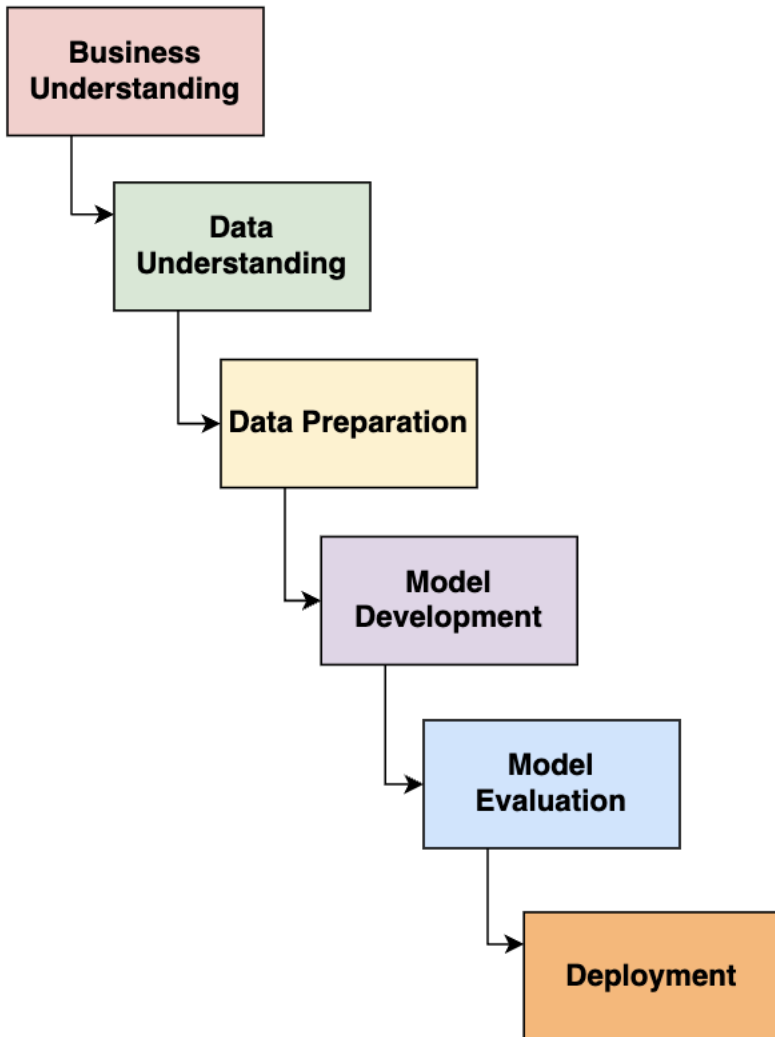 Business
Understanding
Data
Understanding
Data Preparation
Model
Development
Model
Evaluation
Deployment